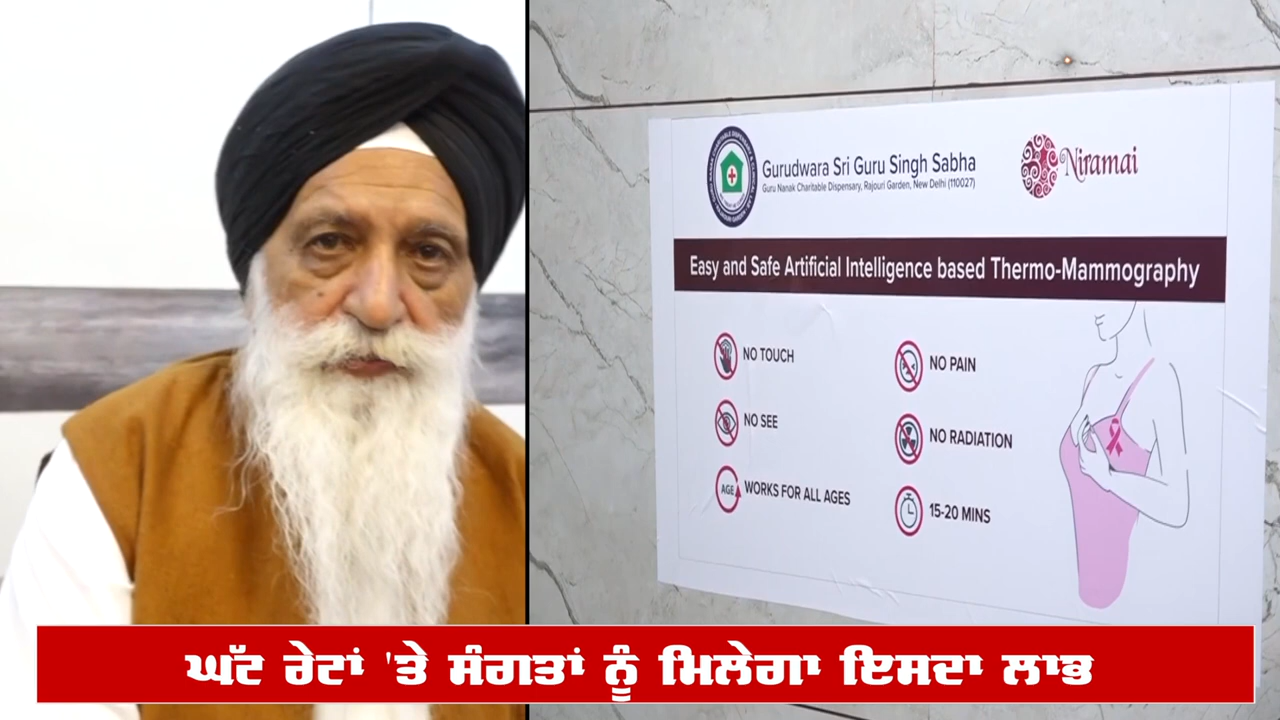 Gurudwara Sri Guru Singh Sabha
Guru Nanak Charitable Dispensary, Rajouri Garden, New Delhi (110027)
Niramai
Easy and Safe Artificial Intelligence based Thermo-Mammography
NO TOUCH
NO PAIN
NO SEE
NO RADIATION
AGE
WORKS FOR ALL AGES
15-20 MINS
ਘੱਟ ਰੇਟਾਂ 'ਤੇ ਸੰਗਤਾਂ ਨੂੰ ਮਿਲੇਗਾ ਇਸਦਾ ਲਾਭ